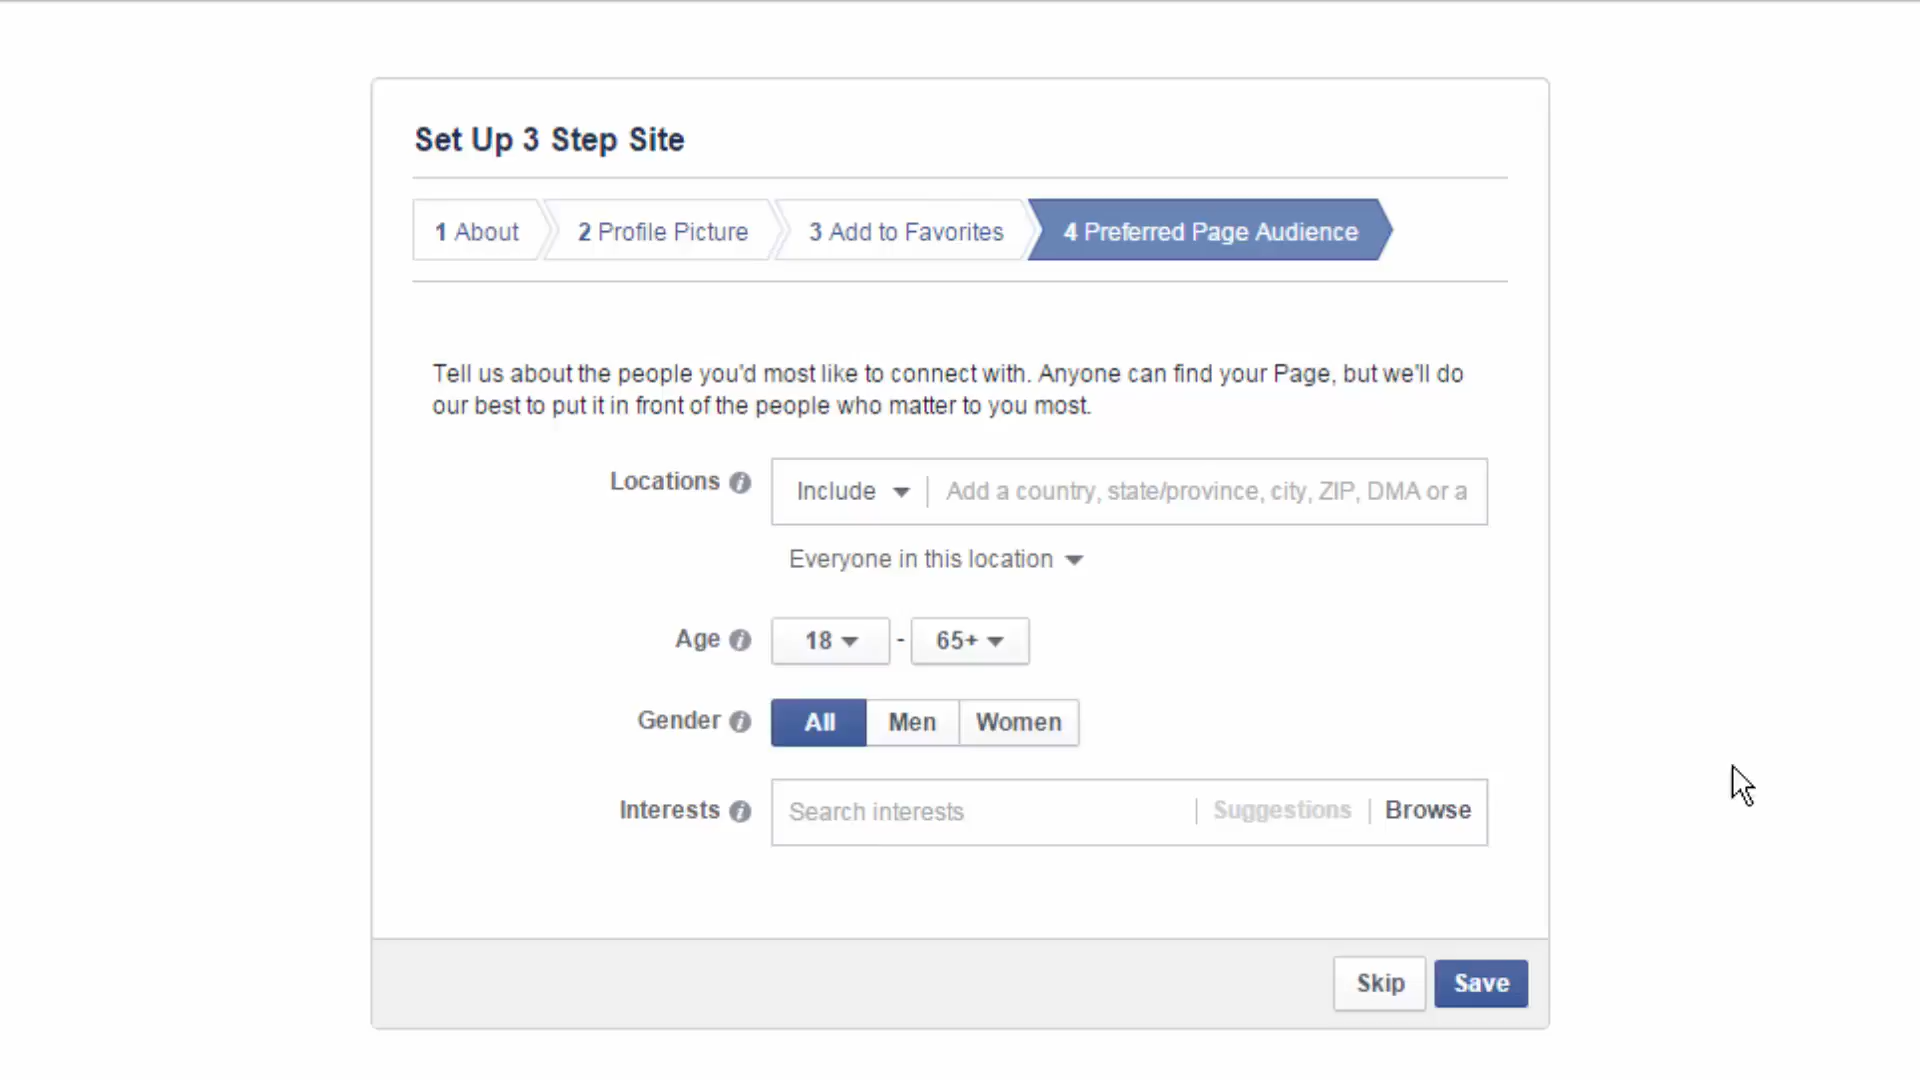 Set Up 3 Step Site
1 About 2 Profile Picture 3 Add to Favorites 4 Preferred Page Audience
Tell us about the people you'd most like to connect with. Anyone can find your Page, but we'll do
our best to put it in front of the people who matter to you most.
Locations Include Add a country, state/province, city, ZIP, DMA or a
Everyone in this location
Age 18 - 65+
Gender All Men Women
Interests Search interests Suggestions Browse
Skip Save